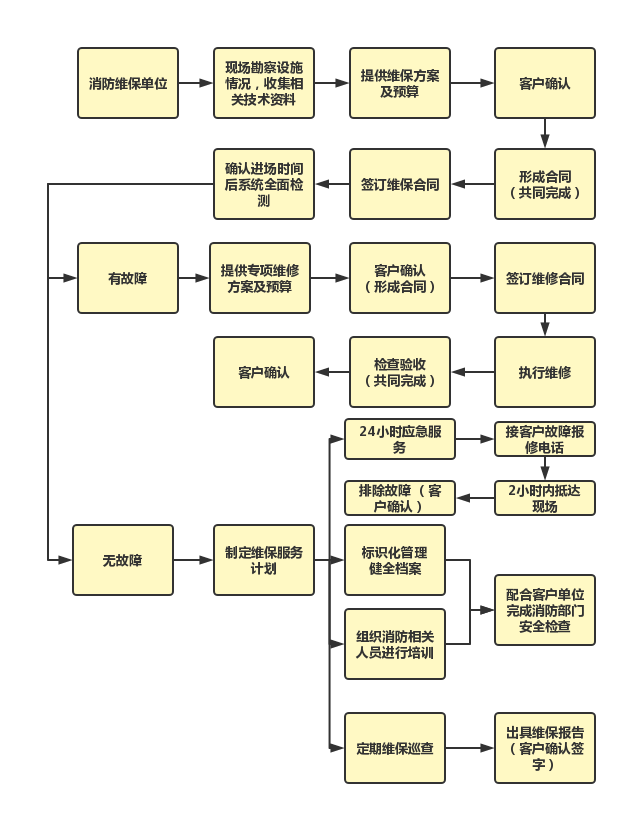 消防维保单位
现场勘察设施
情况，收集相
关技术资料
提供维保方案
及预算
客户确认
确认进场时间
后系统全面检
测
签订维保合同
形成合同
（共同完成）
有故障
提供专项维修
方案及预算
客户确认
（形成合同）
签订维修合同
客户确认
检查验收
（共同完成）
执行维修
24小时应急服
务
接客户故障报
修电话
排除故障（客
户确认）
2小时内抵达
现场
无故障
制定维保服务
计划
标识化管理
健全档案
配合客户单位
完成消防部门
安全检查
组织消防相关
人员进行培训
定期维保巡查
出具维保报告
（客户确认签
字）